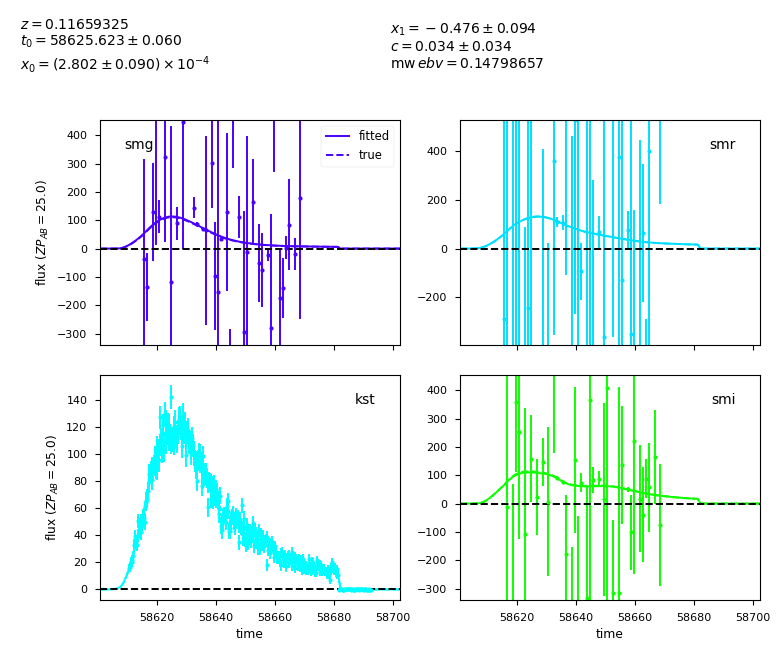 z = 0.11659325
t₀ = 58625.623 ± 0.060
x₀ = (2.802 ± 0.090) × 10⁻⁴
x₁ = −0.476 ± 0.094
c = 0.034 ± 0.034
mw ebv = 0.14798657
smg
fitted
true
400
300
200
100
0
−100
−200
−300
flux (ZP_AB = 25.0)
smr
400
200
0
−200
kst
140
120
100
80
60
40
20
0
flux (ZP_AB = 25.0)
58620
58640
58660
58680
58700
time
smi
400
300
200
100
0
−100
−200
−300
58620
58640
58660
58680
58700
time